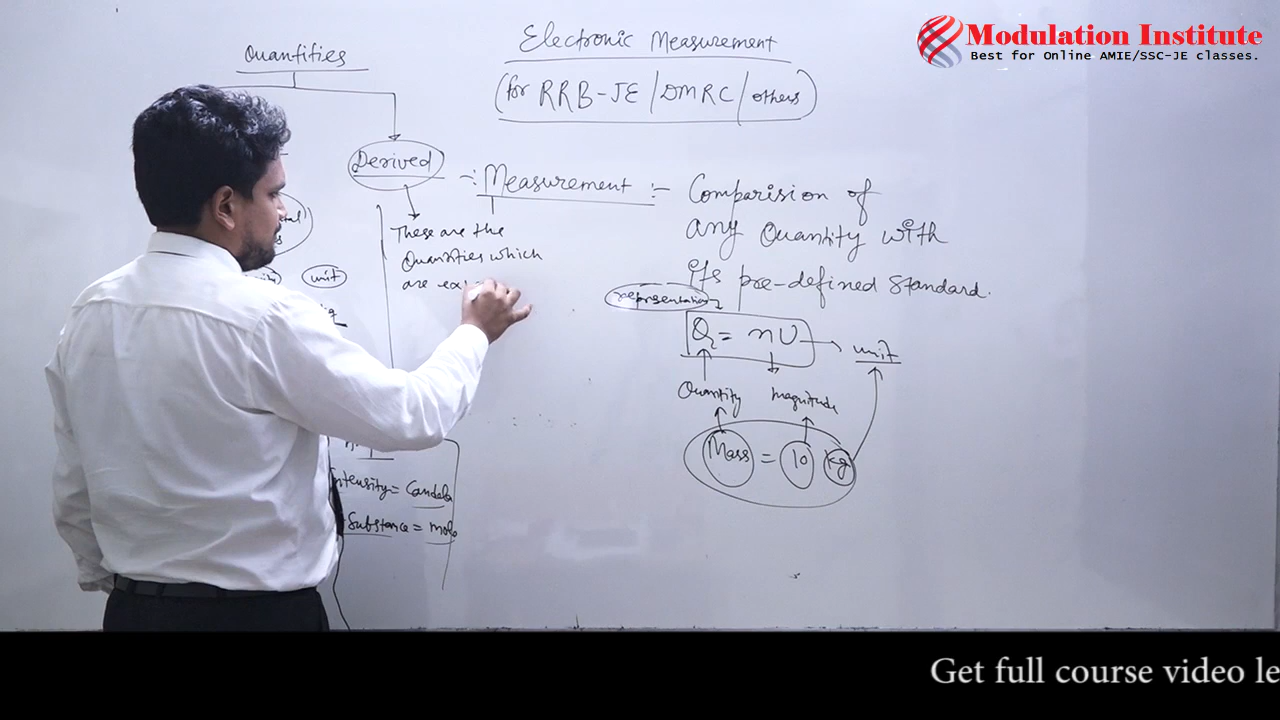 Modulation Institute
Best for Online AMIE/SSC-JE classes.
Electronic Measurement
(for RRB-JE/DMRC/others)
Quantities
Derived
These are the
Quantities which
are
unit
Intensity = Candela
Substance = mole
Measurement :- Comparision of
any Quantity with
its pre-defined Standard.
representation
Q = nU
unit
Quantity
magnitude
Mass = 10 kg
Get full course video le